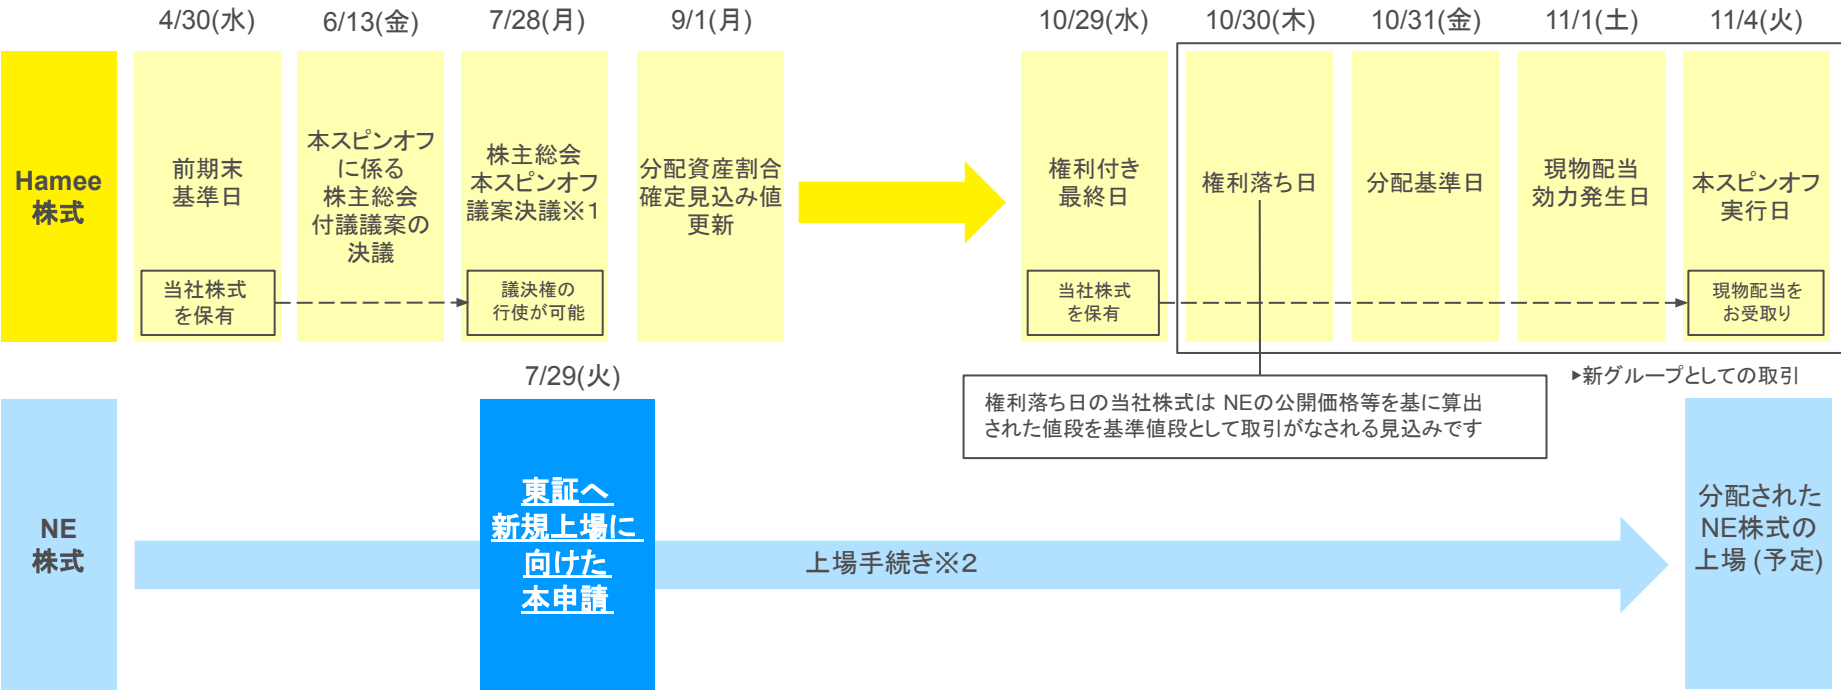 4/30(水)
6/13(金)
7/28(月)
9/1(月)
10/29(水)
10/30(木)
10/31(金)
11/1(土)
11/4(火)
Hamee
株式
前期末
基準日
当社株式
を保有
本スピンオフ
に係る
株主総会
付議議案の
決議
株主総会
本スピンオフ
議案決議※1
議決権の
行使が可能
分配資産割合
確定見込み値
更新
権利付き
最終日
当社株式
を保有
権利落ち日
分配基準日
現物配当
効力発生日
本スピンオフ
実行日
現物配当を
お受取り
▶新グループとしての取引
権利落ち日の当社株式は NEの公開価格等を基に算出
された値段を基準値段として取引がなされる見込みです
7/29(火)
NE
株式
東証へ
新規上場に
向けた
本申請
上場手続き※2
分配された
NE株式の
上場 (予定)